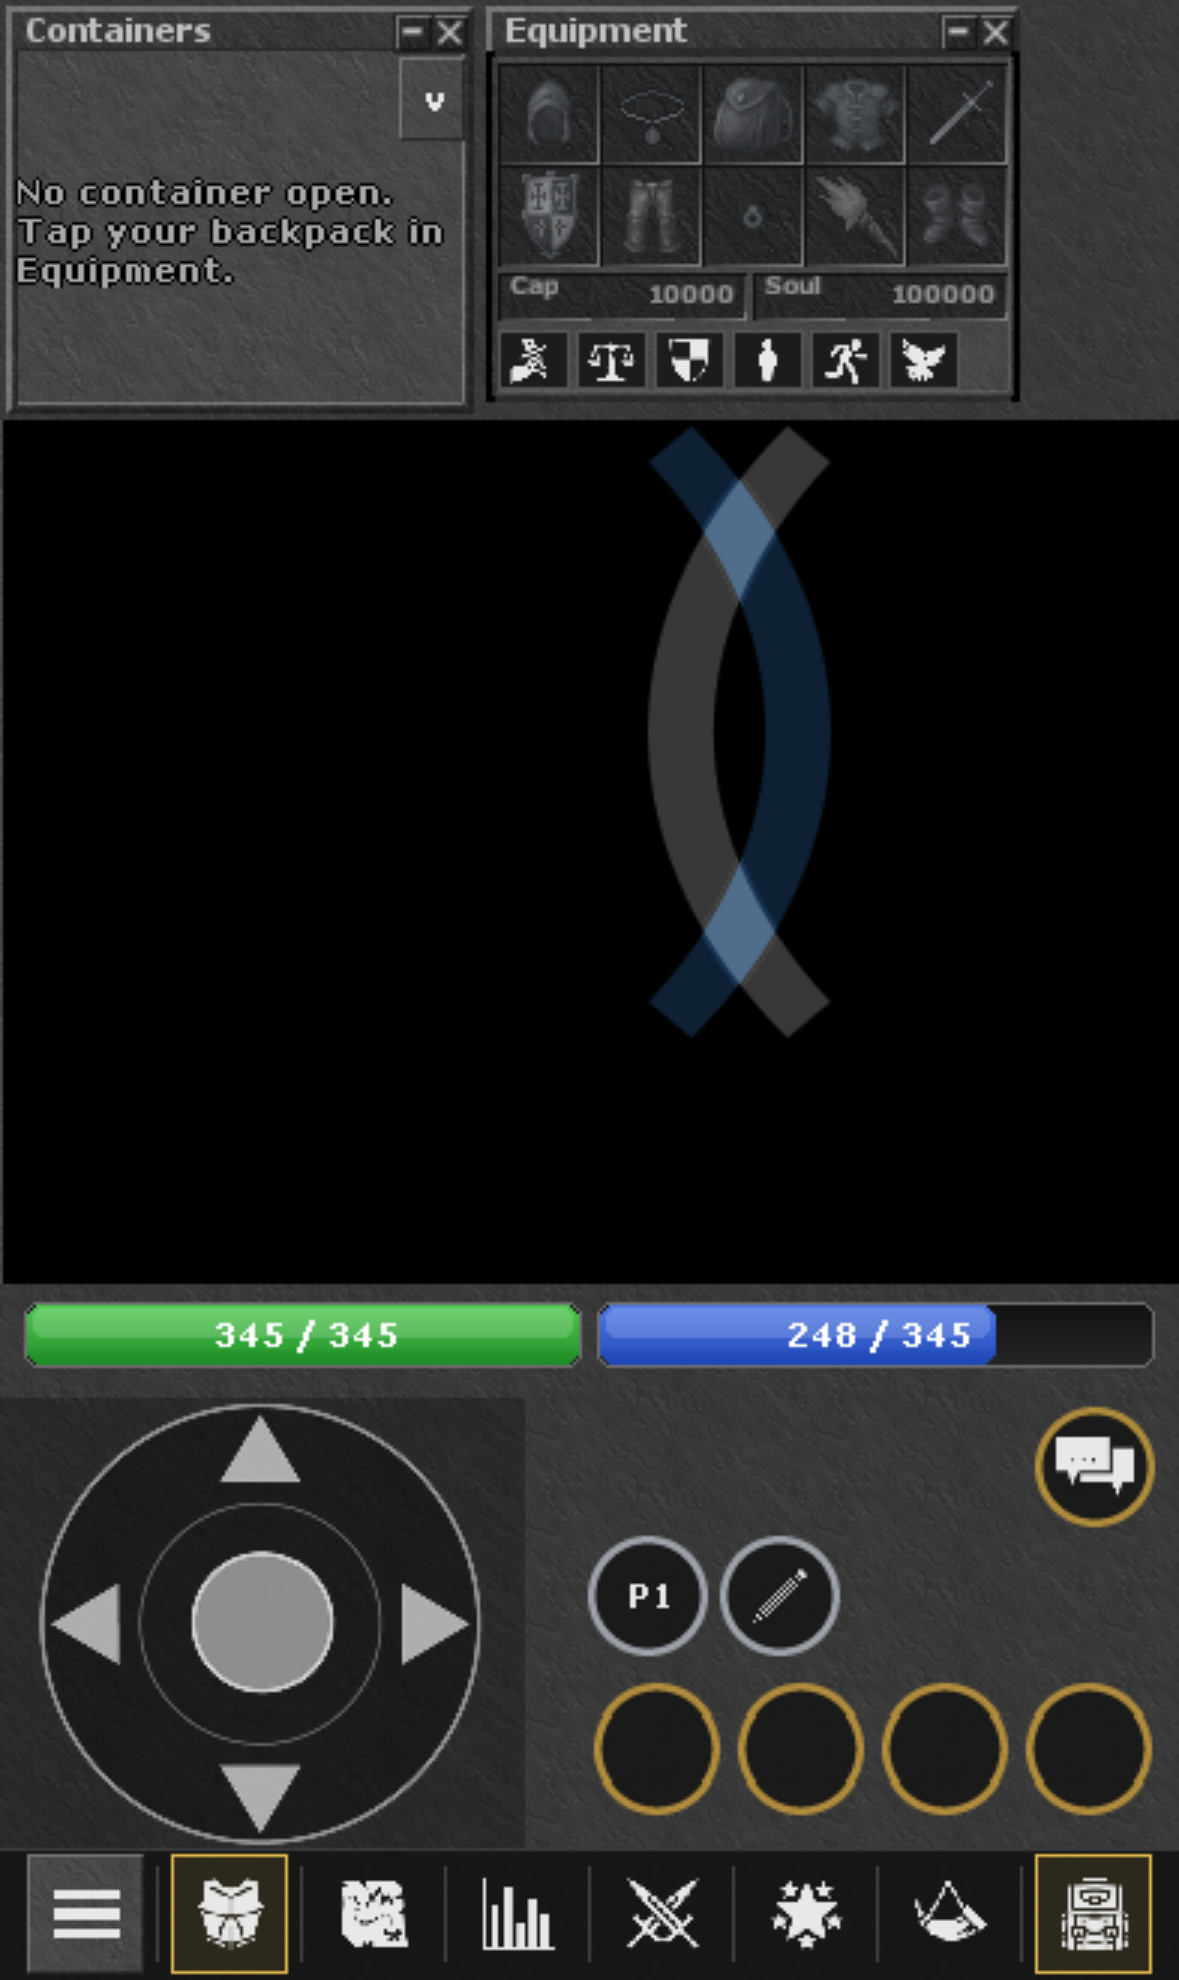 Containers
v
No container open.
Tap your backpack in
Equipment.
Equipment
Cap 10000 Soul 100000
345 / 345 248 / 345
P1